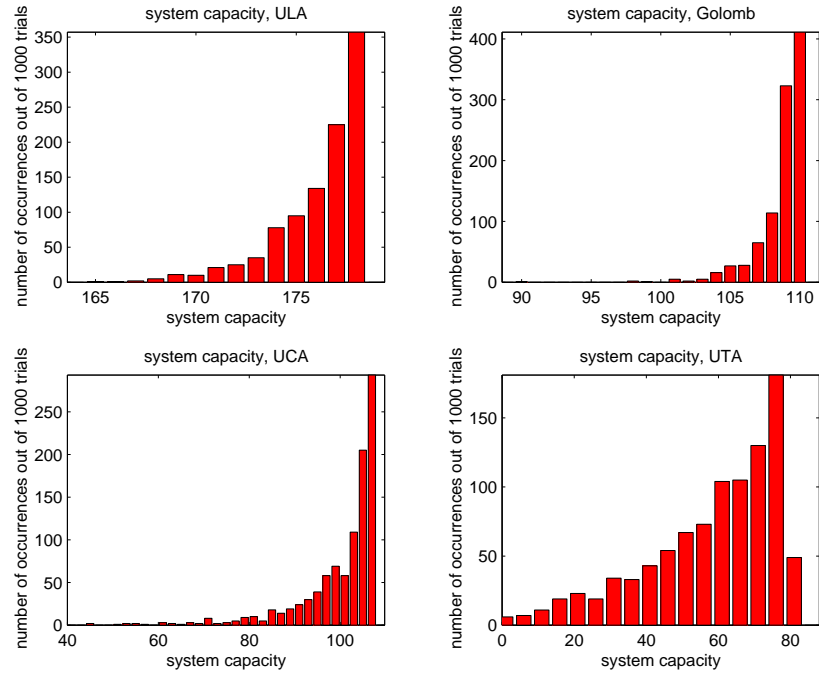 system capacity, ULA
number of occurrences out of 1000 trials
350
300
250
200
150
100
50
0
165 170 175
system capacity
system capacity, Golomb
number of occurrences out of 1000 trials
400
300
200
100
0
90 95 100 105 110
system capacity
system capacity, UCA
number of occurrences out of 1000 trials
250
200
150
100
50
0
40 60 80 100
system capacity
system capacity, UTA
number of occurrences out of 1000 trials
150
100
50
0
0 20 40 60 80
system capacity